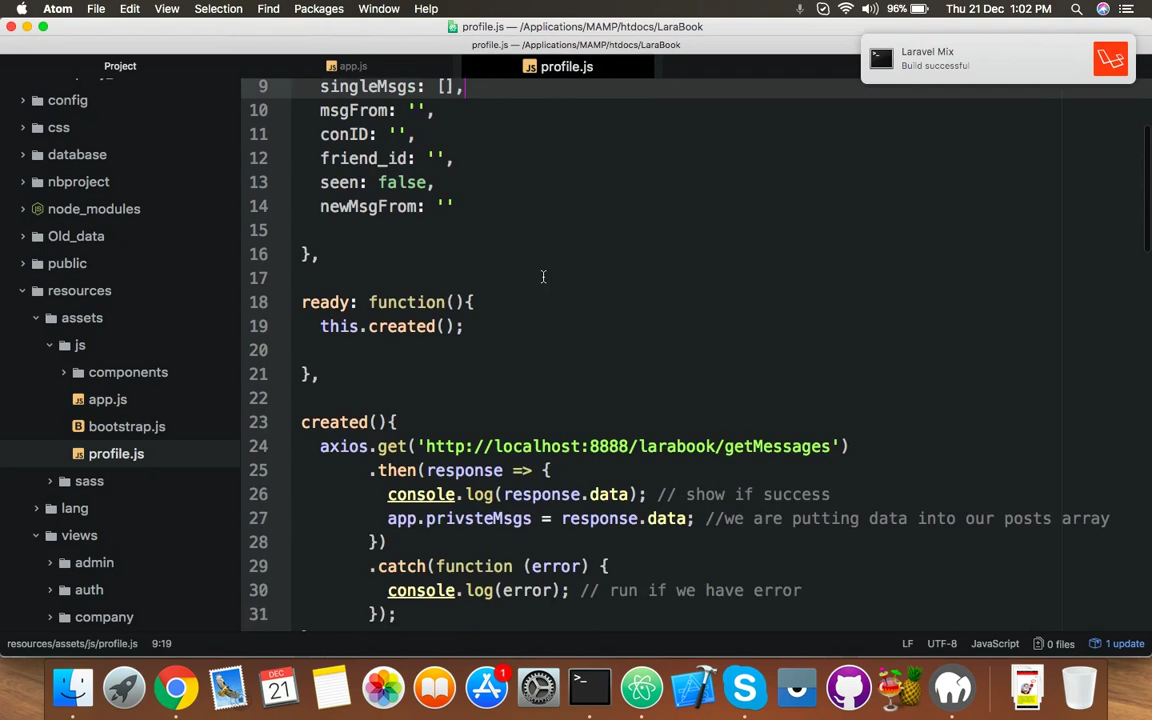 Atom File Edit View Selection Find Packages Window Help 96% Thu 21 Dec 1:02 PM
profile.js — /Applications/MAMP/htdocs/LaraBook
profile.js — /Applications/MAMP/htdocs/LaraBook
Laravel Mix
Build successful
Project app.js profile.js
config
css
database
nbproject
node_modules
Old_data
public
resources
assets
js
components
app.js
bootstrap.js
profile.js
sass
lang
views
admin
auth
company
9 singleMsgs: [],
10 msgFrom: '',
11 conID: '',
12 friend_id: '',
13 seen: false,
14 newMsgFrom: ''
15
16 },
17
18 ready: function(){
19 this.created();
20
21 },
22
23 created(){
24 axios.get('http://localhost:8888/larabook/getMessages')
25 .then(response => {
26 console.log(response.data); // show if success
27 app.privsteMsgs = response.data; //we are putting data into our posts array
28 })
29 .catch(function (error) {
30 console.log(error); // run if we have error
31 });
resources/assets/js/profile.js 9:19 LF UTF-8 JavaScript 0 files 1 update
DEC
21
1